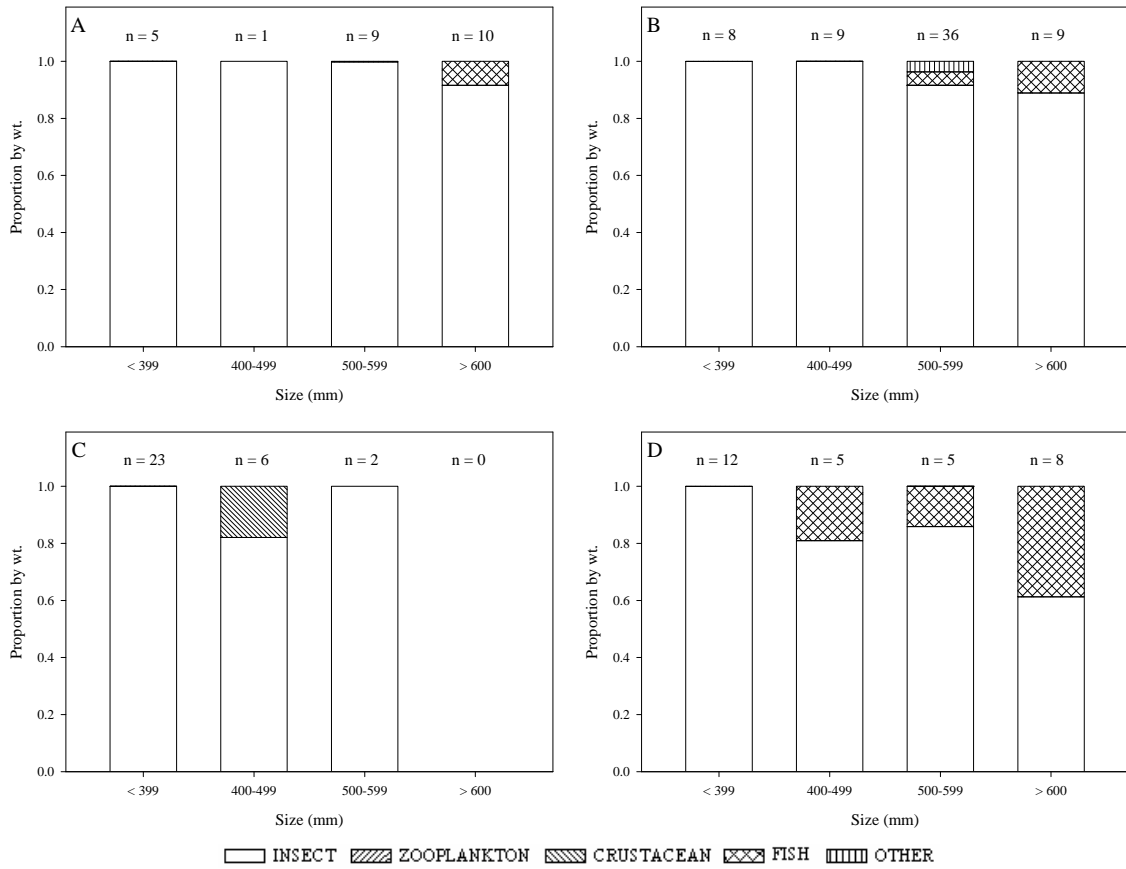 A
n = 5 n = 1 n = 9 n = 10
1.0
0.8
0.6
0.4
0.2
0.0
Proportion by wt.
< 399 400-499 500-599 > 600
Size (mm)
B
n = 8 n = 9 n = 36 n = 9
1.0
0.8
0.6
0.4
0.2
0.0
Proportion by wt.
< 399 400-499 500-599 > 600
Size (mm)
C
n = 23 n = 6 n = 2 n = 0
1.0
0.8
0.6
0.4
0.2
0.0
Proportion by wt.
< 399 400-499 500-599 > 600
Size (mm)
D
n = 12 n = 5 n = 5 n = 8
1.0
0.8
0.6
0.4
0.2
0.0
Proportion by wt.
< 399 400-499 500-599 > 600
Size (mm)
INSECT ZOOPLANKTON CRUSTACEAN FISH OTHER